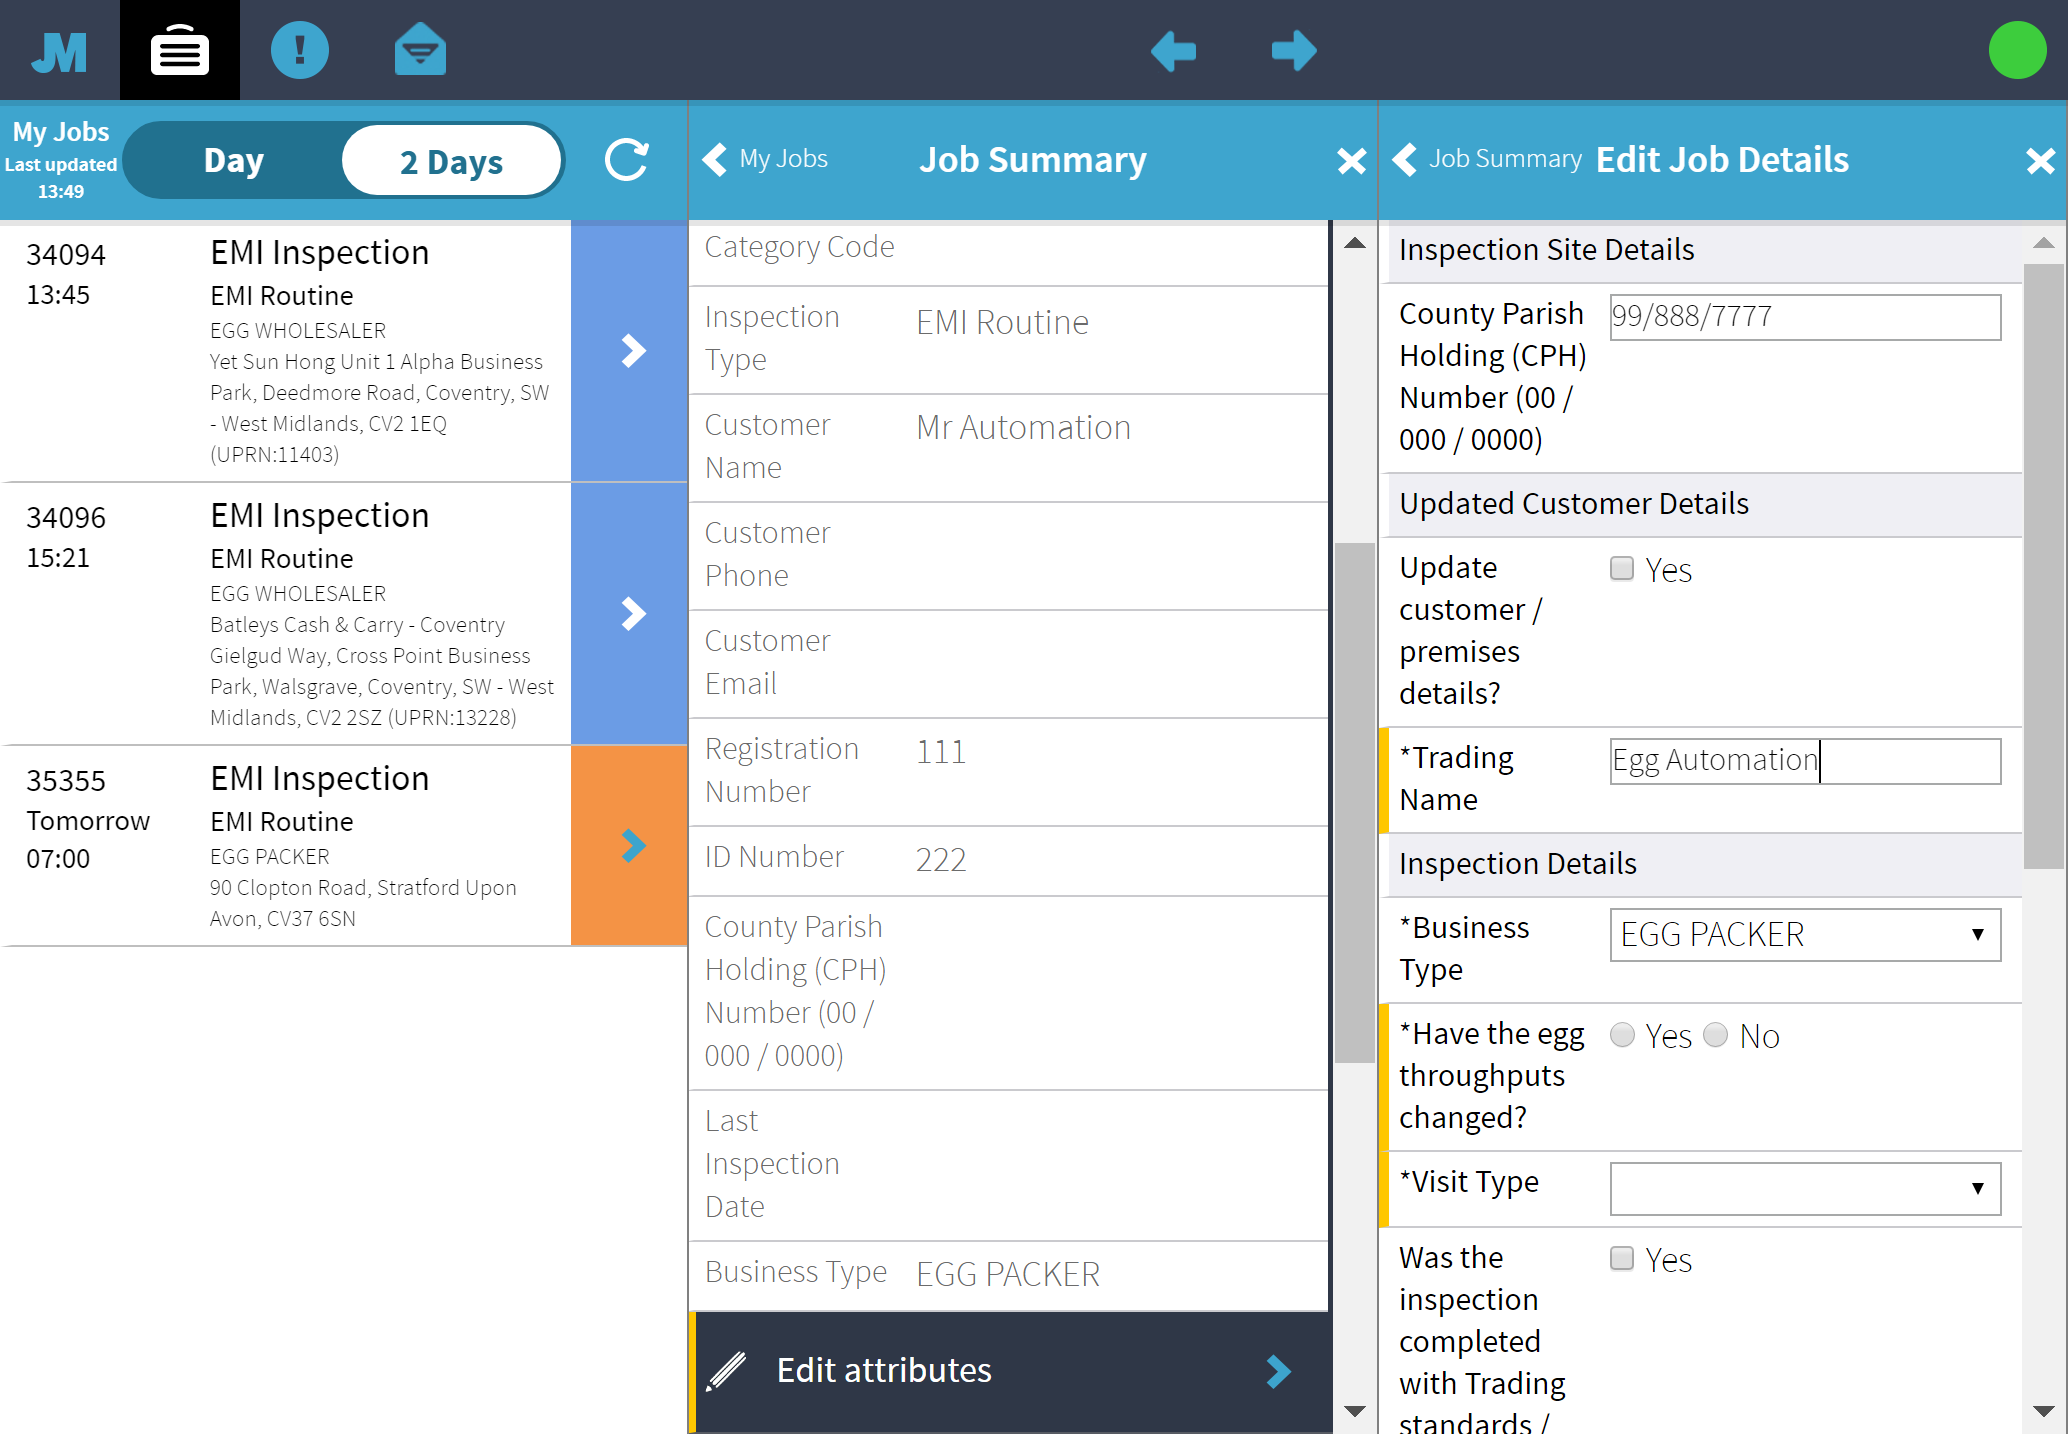 JM
My Jobs
Last updated
13:49
Day
2 Days
34094
13:45
EMI Inspection
EMI Routine
EGG WHOLESALER
Yet Sun Hong Unit 1 Alpha Business
Park, Deedmore Road, Coventry, SW
- West Midlands, CV2 1EQ
(UPRN:11403)
34096
15:21
EMI Inspection
EMI Routine
EGG WHOLESALER
Batleys Cash & Carry - Coventry
Gielgud Way, Cross Point Business
Park, Walsgrave, Coventry, SW - West
Midlands, CV2 2SZ (UPRN:13228)
35355
Tomorrow
07:00
EMI Inspection
EMI Routine
EGG PACKER
90 Clopton Road, Stratford Upon
Avon, CV37 6SN
My Jobs
Job Summary
Category Code
Inspection
Type
EMI Routine
Customer
Name
Mr Automation
Customer
Phone
Customer
Email
Registration
Number
111
ID Number
222
County Parish
Holding (CPH)
Number (00 /
000 / 0000)
Last
Inspection
Date
Business Type
EGG PACKER
Edit attributes
Job Summary
Edit Job Details
Inspection Site Details
County Parish
Holding (CPH)
Number (00 /
000 / 0000)
99/888/7777
Updated Customer Details
Update
customer /
premises
details?
Yes
*Trading
Name
Egg Automation
Inspection Details
*Business
Type
EGG PACKER
*Have the egg
throughputs
changed?
Yes
No
*Visit Type
Was the
inspection
completed
with Trading
standards /
Yes